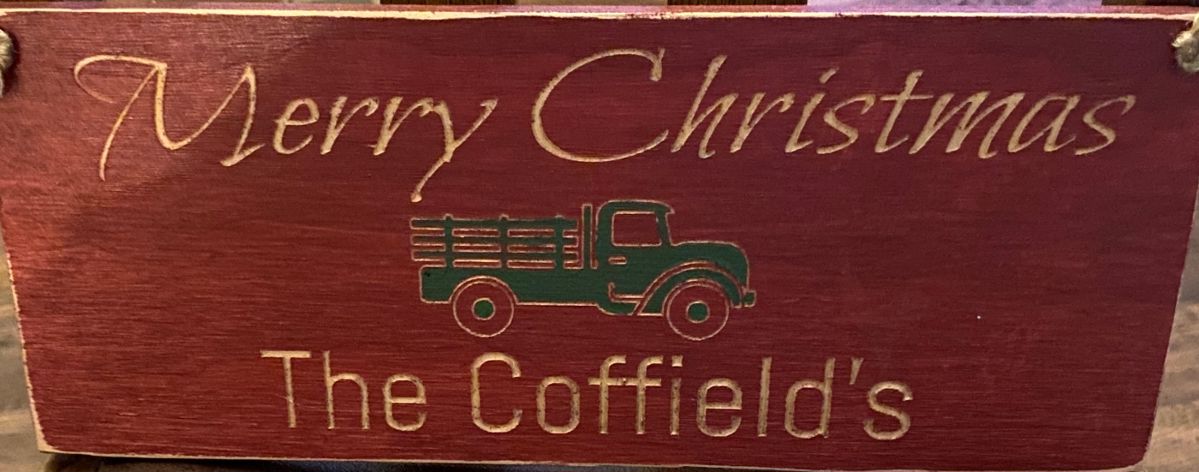 Merry Christmas
The Coffield's